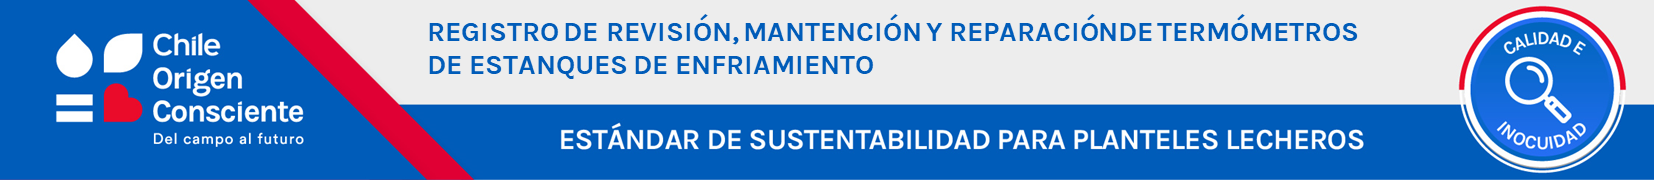 Chile
Origen
Consciente
Del campo al futuro
REGISTRO DE REVISIÓN, MANTENCIÓN Y REPARACIÓNDE TERMÓMETROS
DE ESTANQUES DE ENFRIAMIENTO
ESTÁNDAR DE SUSTENTABILIDAD PARA PLANTELES LECHEROS
CALIDAD E
INOCUIDAD